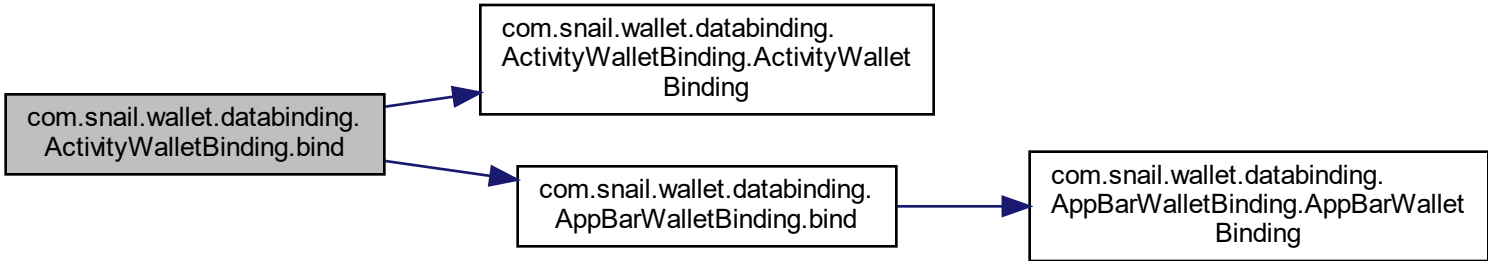 com.snail.wallet.databinding.
ActivityWalletBinding.bind
com.snail.wallet.databinding.
ActivityWalletBinding.ActivityWallet
Binding
com.snail.wallet.databinding.
AppBarWalletBinding.bind
com.snail.wallet.databinding.
AppBarWalletBinding.AppBarWallet
Binding